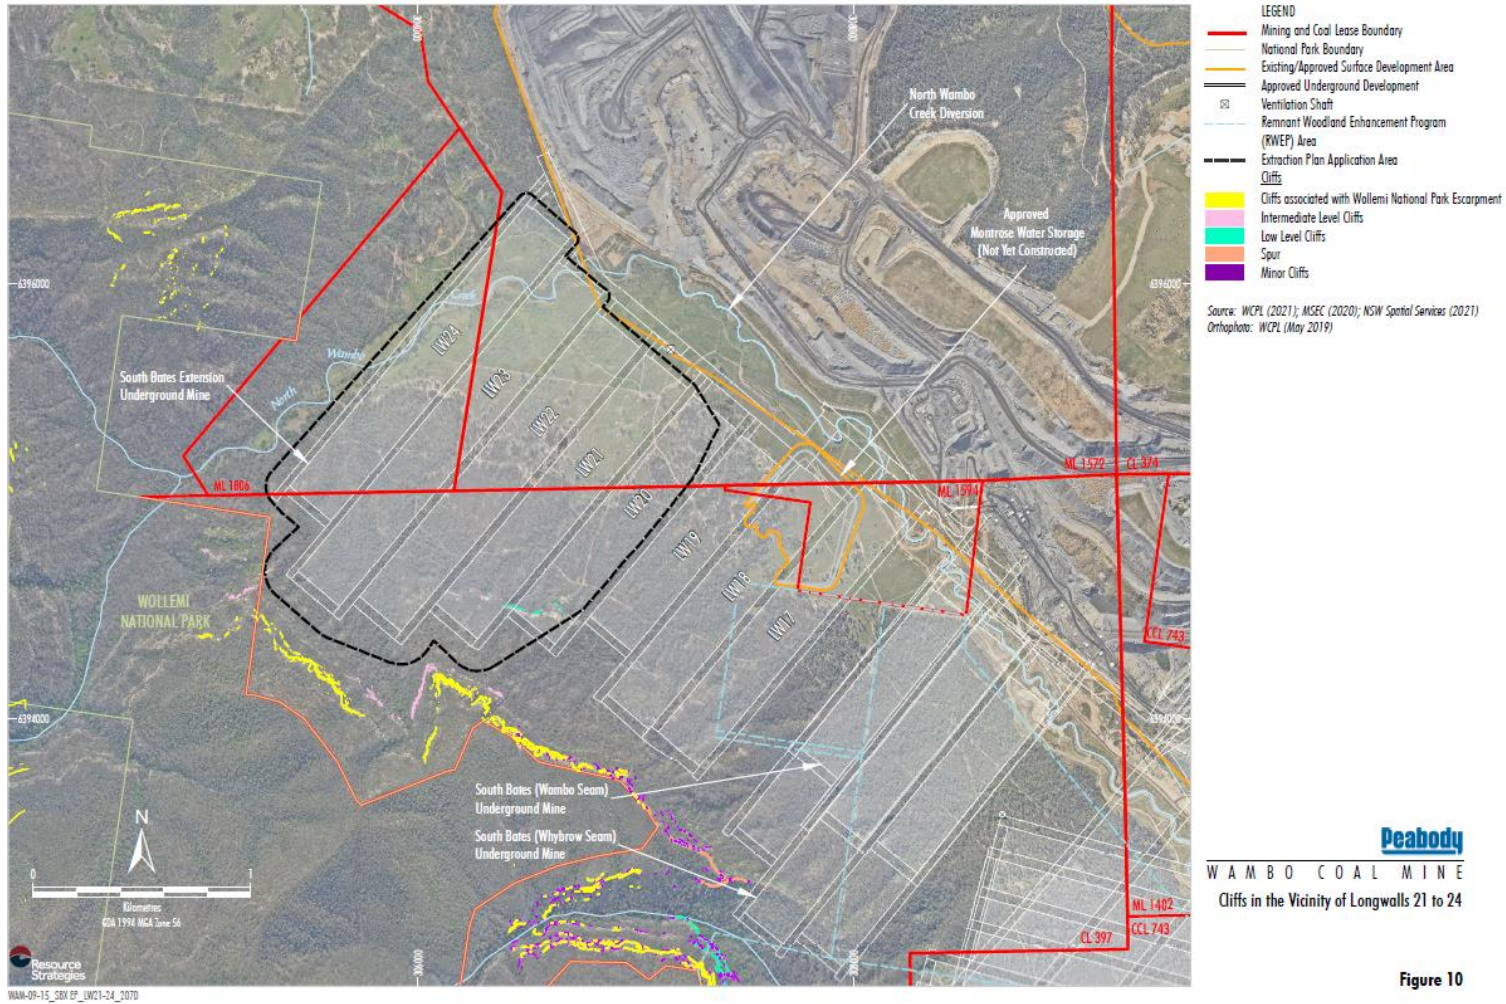 LEGEND
Mining and Coal Lease Boundary
National Park Boundary
Existing/Approved Surface Development Area
Approved Underground Development
Ventilation Shaft
Remnant Woodland Enhancement Program
(RWEP) Area
Extraction Plan Application Area
Cliffs
Cliffs associated with Wollemi National Park Escarpment
Intermediate Level Cliffs
Low Level Cliffs
Spur
Minor Cliffs
Source: WCPL (2021); MSEC (2020); NSW Spatial Services (2021)
Orthophoto: WCPL (May 2019)
North Wambo
Creek Diversion
Approved
Montrose Water Storage
(Not Yet Constructed)
6396000
6396000
Creek
Wambo
North
South Bates Extension
Underground Mine
LW24
LW23
LW22
LW21
LW20
LW19
LW18
LW17
ML 1806
ML 1572
CL 374
ML 1594
CCL 743
WOLLEMI
NATIONAL PARK
6394000
6394000
South Bates (Wambo Seam)
Underground Mine
South Bates (Whybrow Seam)
Underground Mine
N
0
1
Kilometres
GDA 1994 MGA Zone 56
ML 1402
CCL 743
CL 397
Resource
Strategies
WAM-09-15_SBX EP_LW21-24_207D
Peabody
WAMBO COAL MINE
Cliffs in the Vicinity of Longwalls 21 to 24
Figure 10